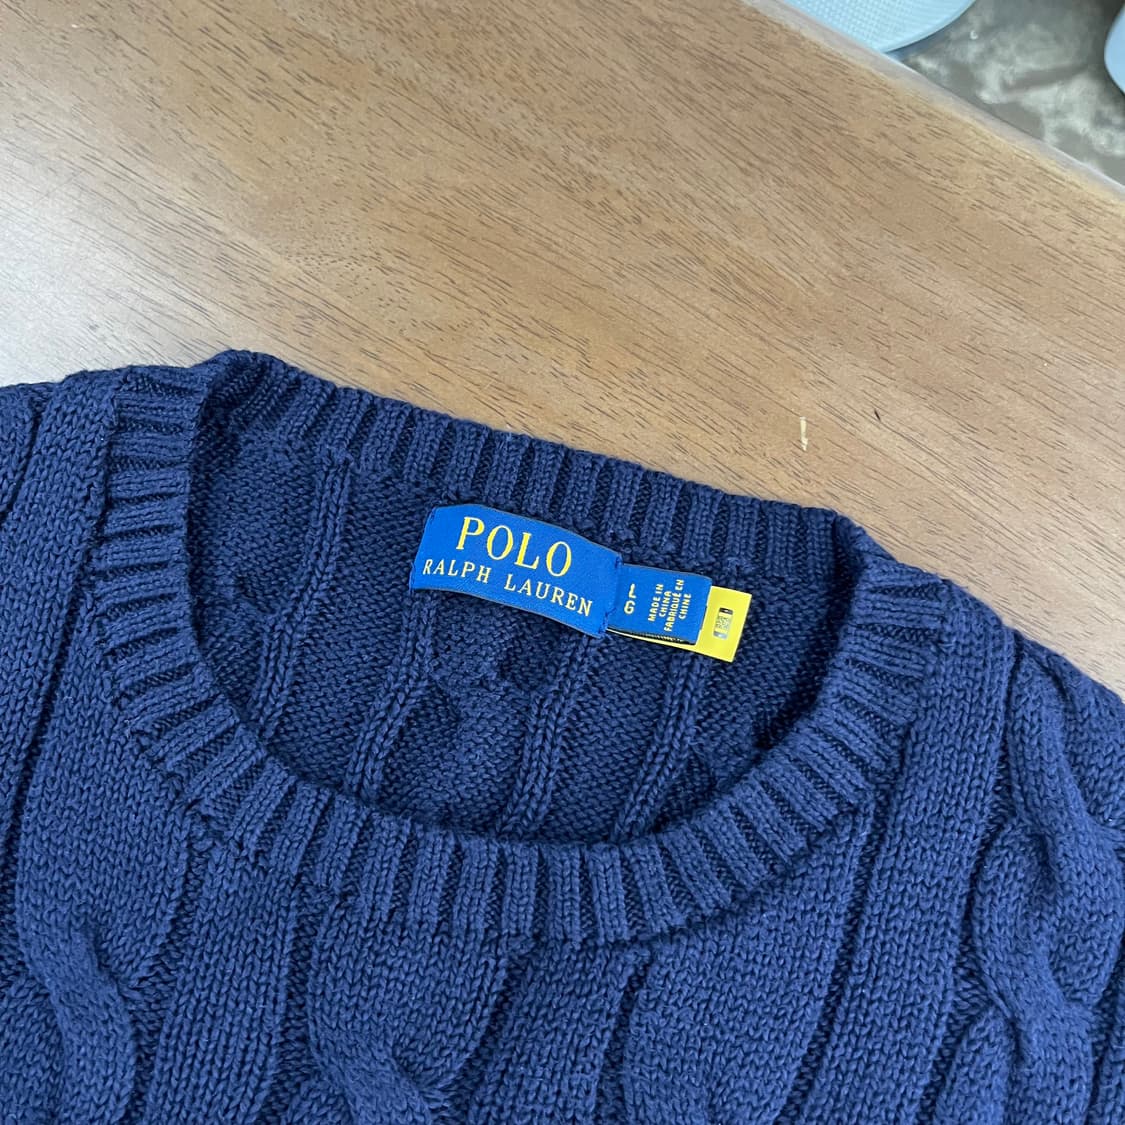 POLO
RALPH LAUREN
L
G
MADE IN
CHINA
FABRIQUÉ EN
CHINE